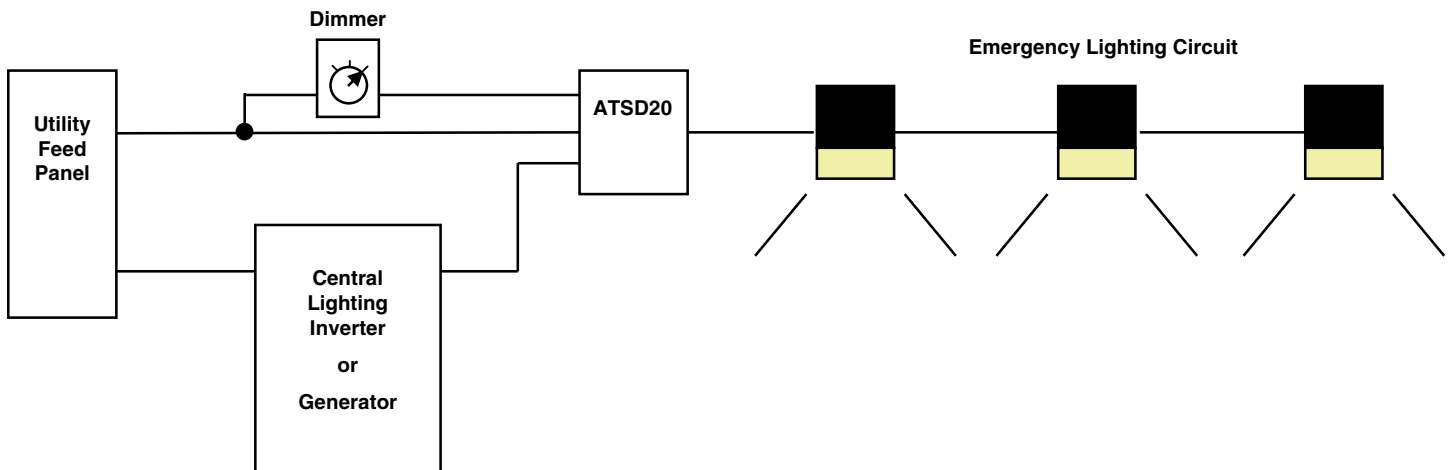 Dimmer
Emergency Lighting Circuit
Utility
Feed
Panel
ATSD20
Central
Lighting
Inverter
or
Generator